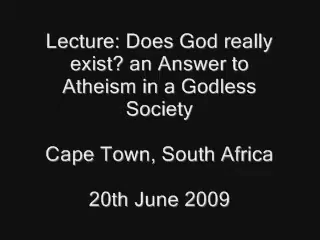 Lecture: Does God really
exist? an Answer to
Atheism in a Godless
Society
Cape Town, South Africa
20th June 2009